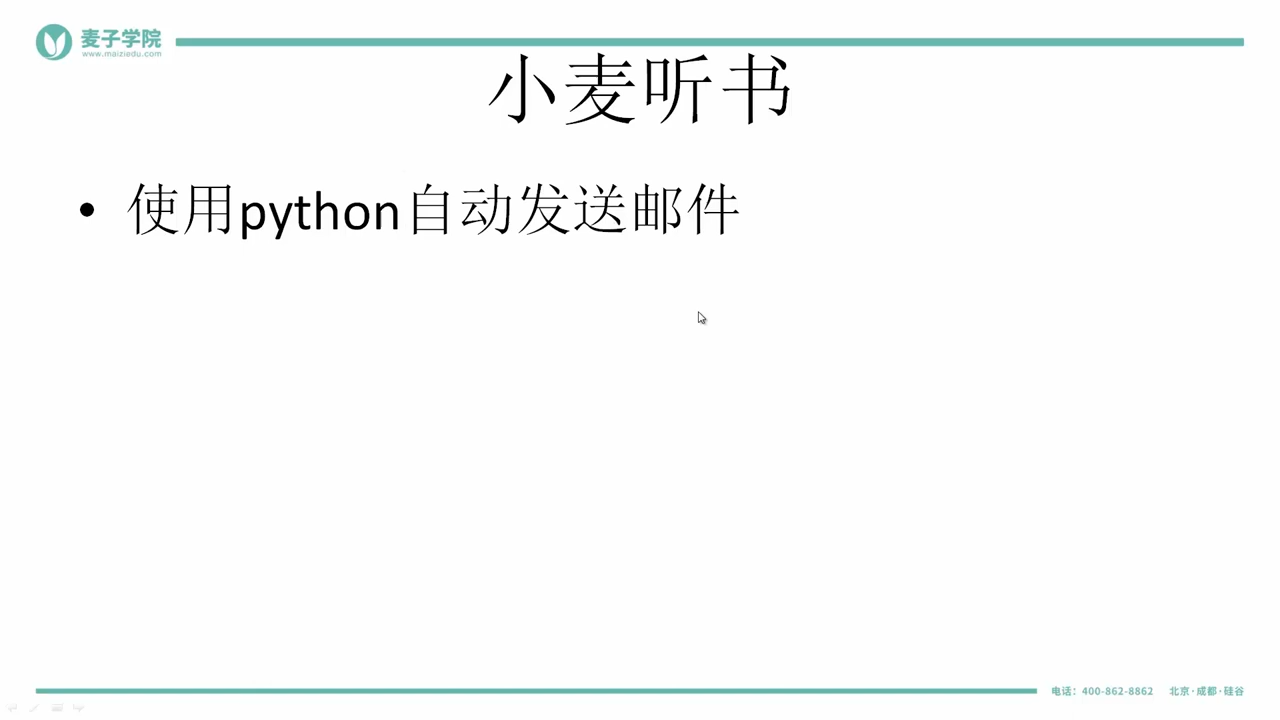 麦子学院
www.maiziedu.com
小麦听书
• 使用python自动发送邮件
电话：400-862-8862 北京·成都·硅谷